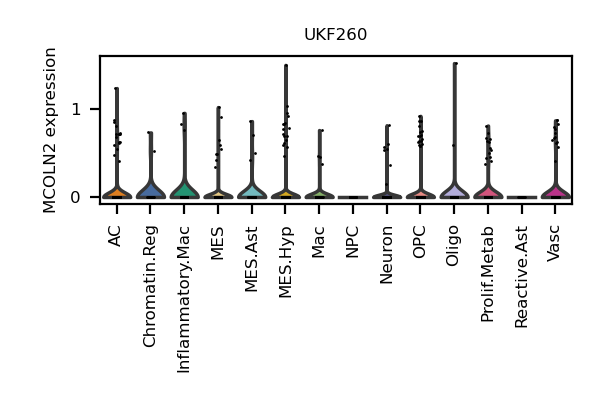 UKF260
MCOLN2 expression
1
0
AC
Chromatin.Reg
Inflammatory.Mac
MES
MES.Ast
MES.Hyp
Mac
NPC
Neuron
OPC
Oligo
Prolif.Metab
Reactive.Ast
Vasc